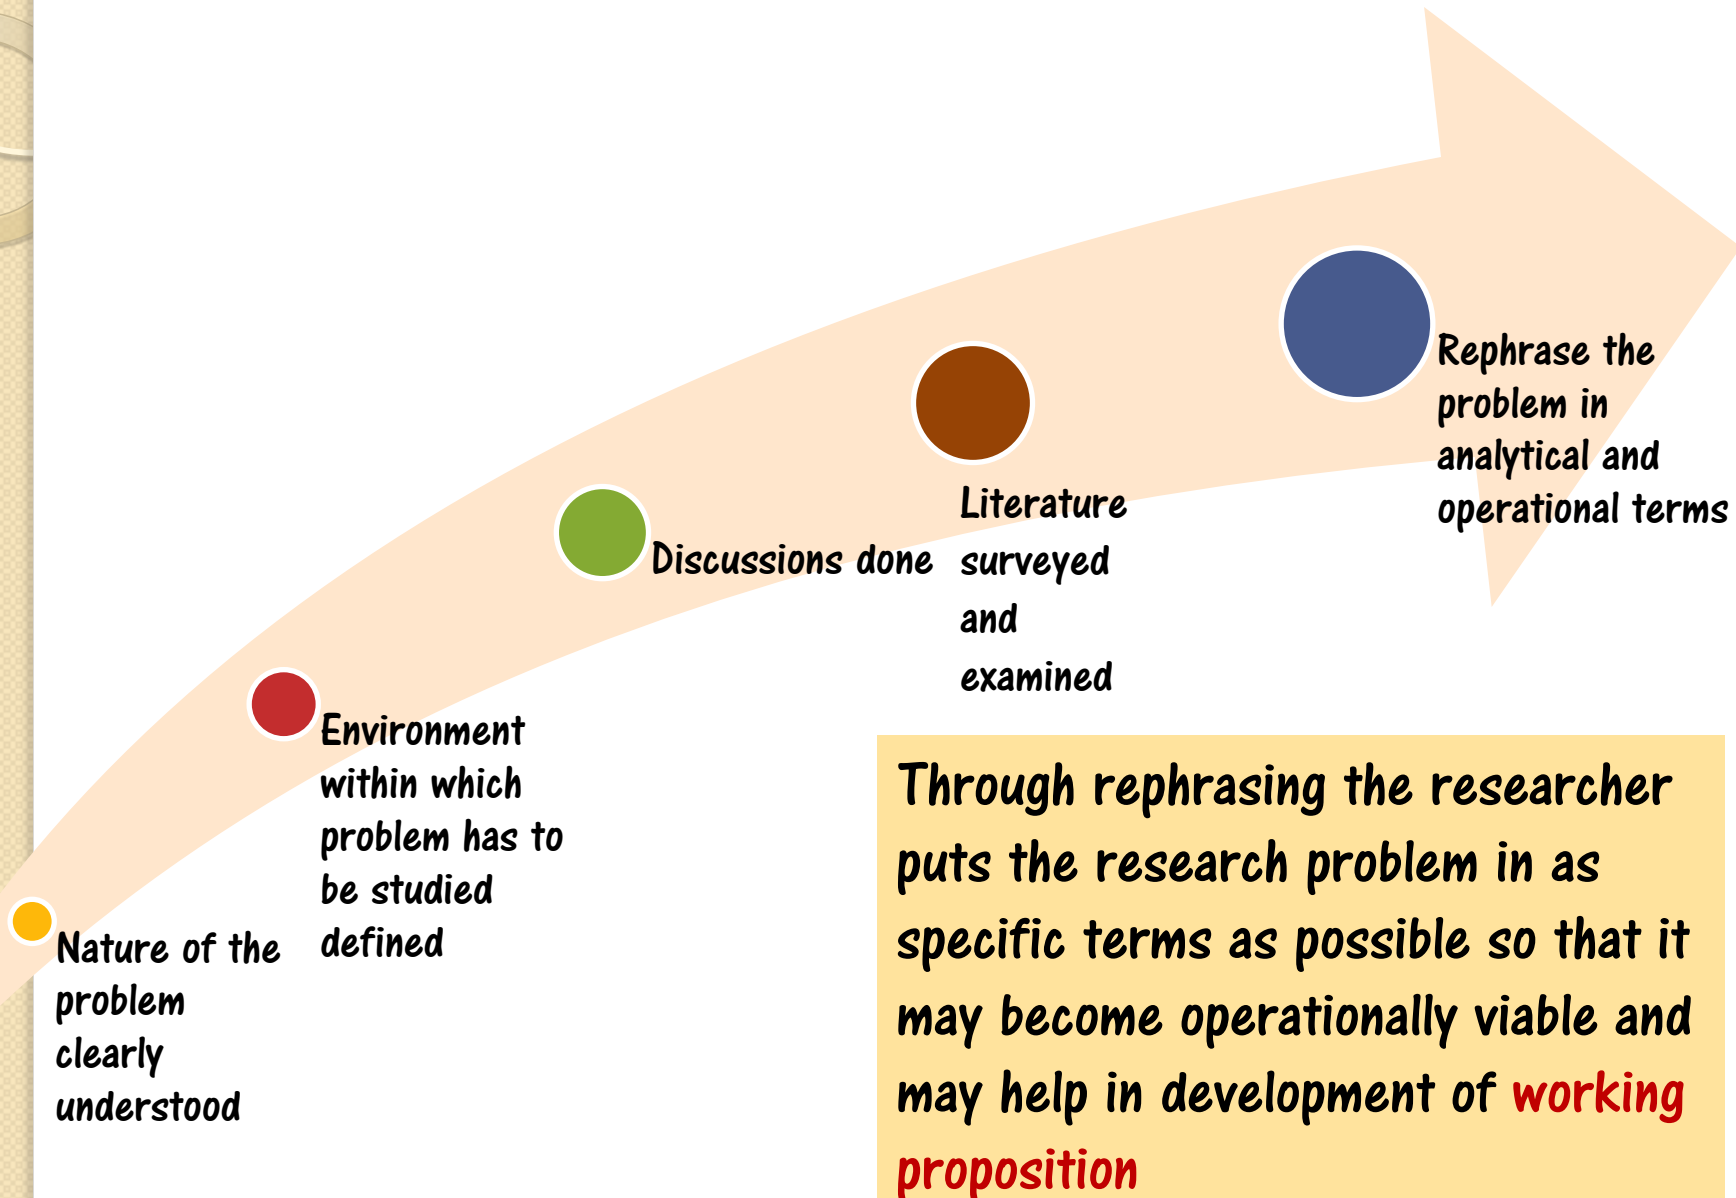 Nature of the
problem
clearly
understood
Environment
within which
problem has to
be studied
defined
Discussions done
Literature
surveyed
and
examined
Rephrase the
problem in
analytical and
operational terms
Through rephrasing the researcher
puts the research problem in as
specific terms as possible so that it
may become operationally viable and
may help in development of working
proposition